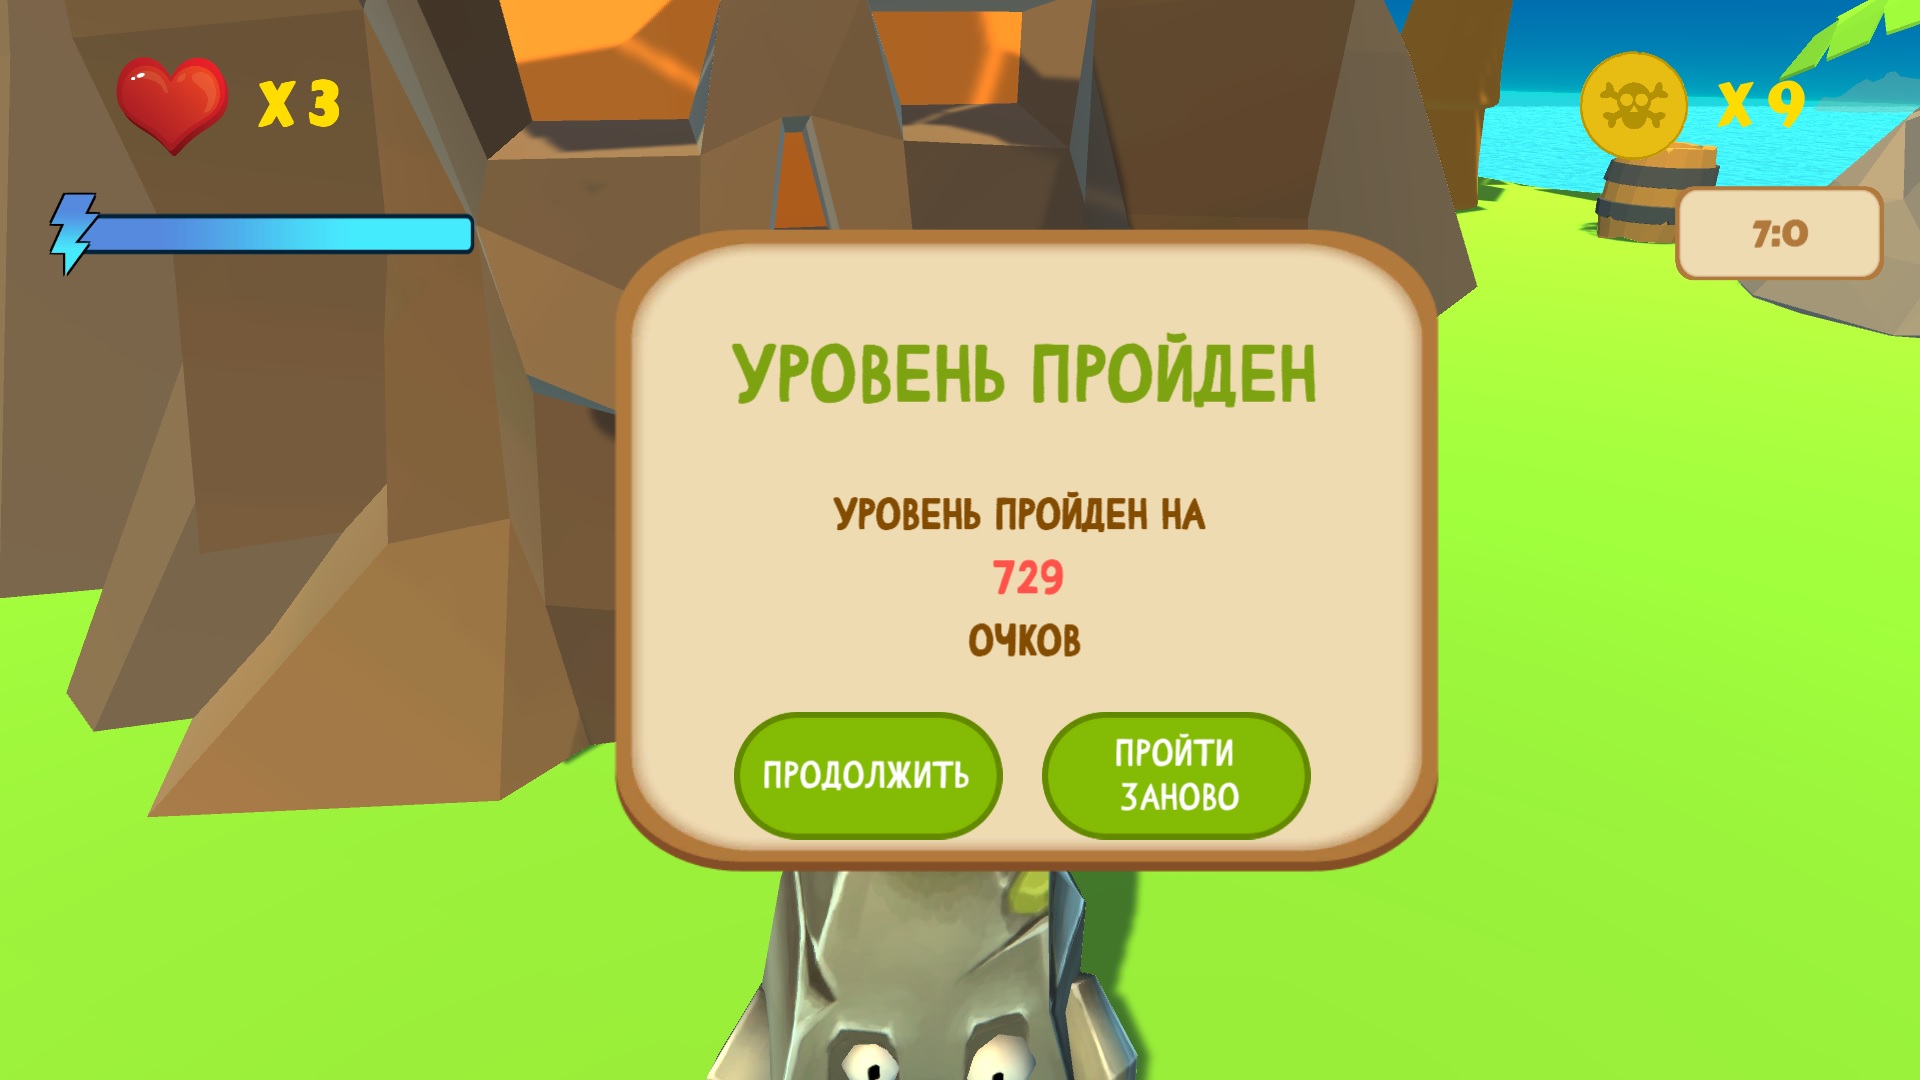 X 3
X 9
7:0
УРОВЕНЬ ПРОЙДЕН
УРОВЕНЬ ПРОЙДЕН НА
729
ОЧКОВ
ПРОДОЛЖИТЬ
ПРОЙТИ
ЗАНОВО